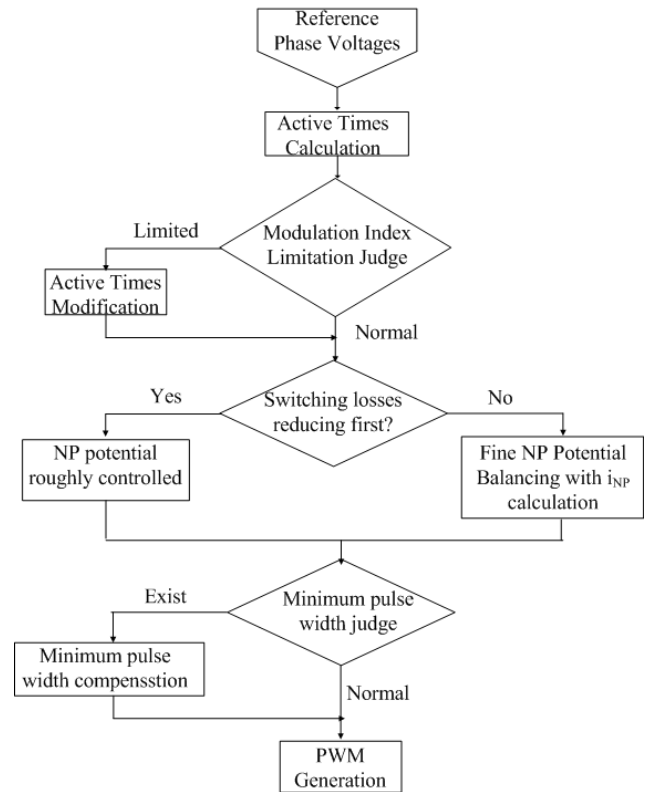 Reference
Phase Voltages
Active Times
Calculation
Limited
Modulation Index
Limitation Judge
Active Times
Modification
Normal
Yes
Switching losses
reducing first?
No
NP potential
roughly controlled
Fine NP Potential
Balancing with iNP
calculation
Exist
Minimum pulse
width judge
Minimum pulse
width compensstion
Normal
PWM
Generation